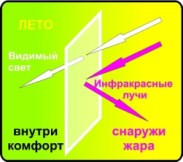 ЛЕТО
Видимый
свет
Инфракрасные
лучи
внутри
комфорт
снаружи
жара